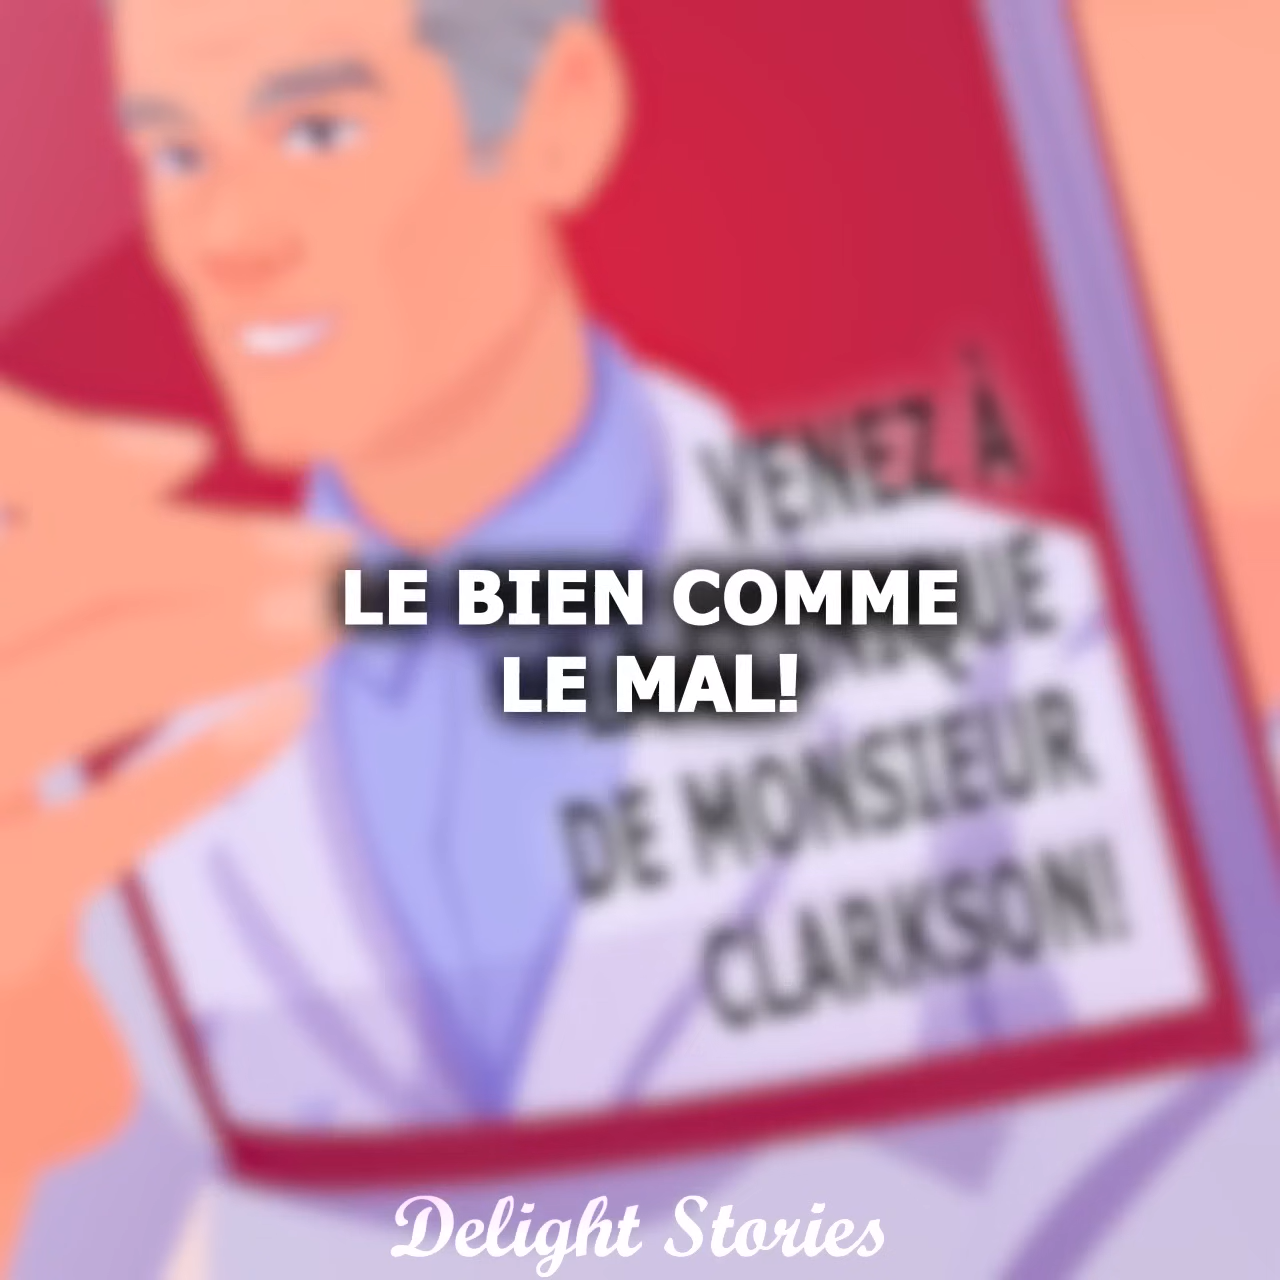 VENEZ À
LE BIEN COMME
LE MAL!
DE MONSIEUR
CLARKSON!
Delight Stories